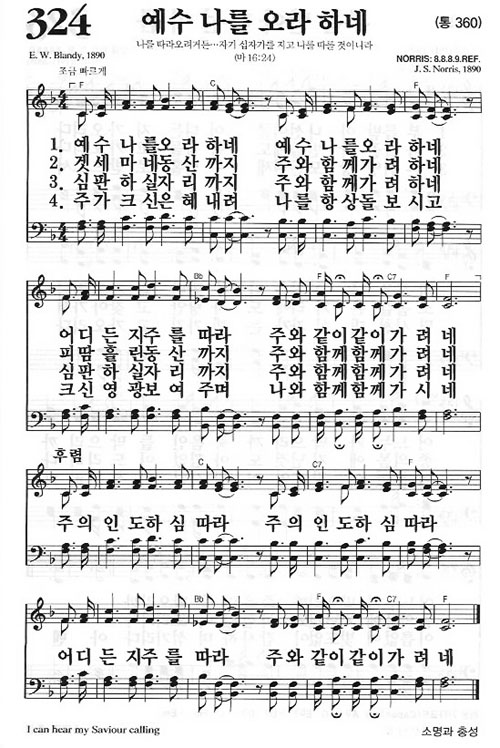 324
예수 나를 오라 하네
(통 360)
나를 따라오려거든…자기 십자가를 지고 나를 따를 것이니라
(마 16:24)
E. W. Blandy, 1890
NORRIS: 8.8.8.9.REF.
J. S. Norris, 1890
조금 빠르게
F C F
1. 예수 나를오라 하네 예수 나를오라 하네
2. 겟세마네동산까지 주와 함께가려하네
3. 심판하실자리까지 주와 함께가려하네
4. 주가크신은혜내려 나를항상돌보시고
Bb F C7 F
어디든지주를따라 주와같이같이가려네
피땀흘린동산까지 주와함께함께가려네
심판하실자리까지 주와함께함께가려네
크신영광보여주며 나와함께함께가시네
후렴
F C7 F
주의인도하심따라 주의인도하심따라
Bb F C7 F
어디든지주를따라 주와같이같이가려네
I can hear my Saviour calling
소명과 충성